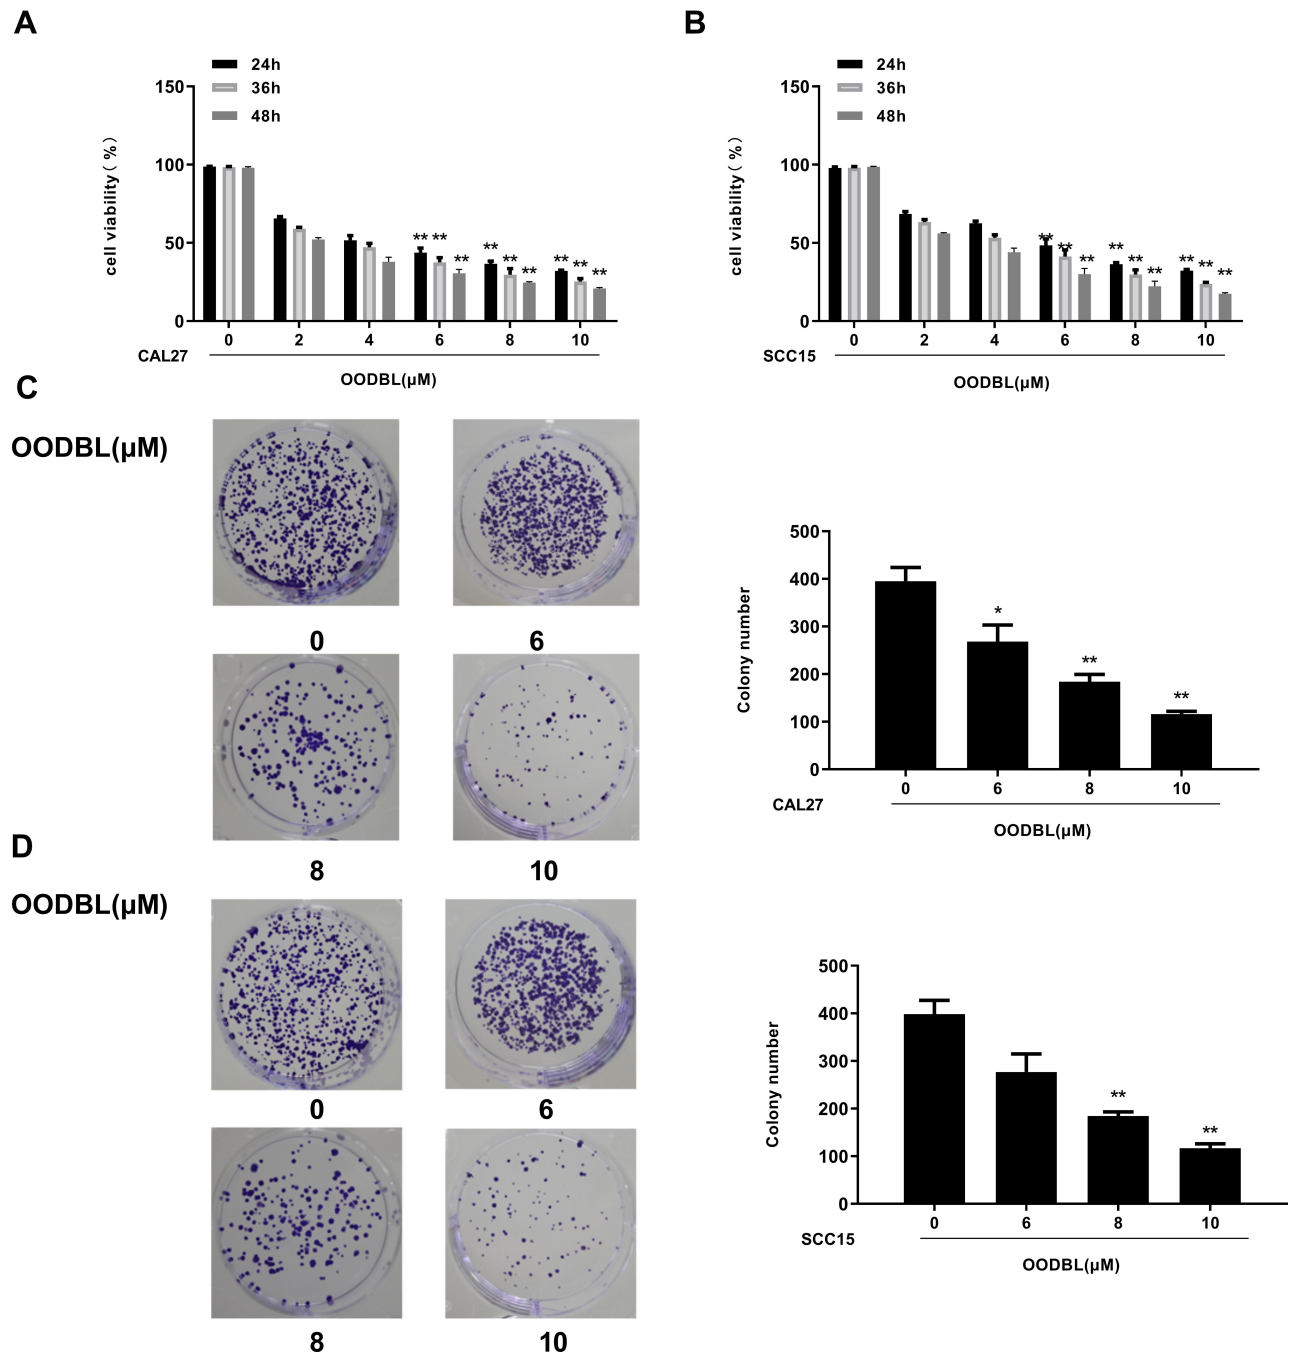 A
24h
36h
48h
cell viability（ %）
150
100
50
0
** ** ** ** ** ** ** ** **
0 2 4 6 8 10
CAL27
OODBL(μM)
B
24h
36h
48h
cell viability（ %）
150
100
50
0
** ** ** ** ** ** ** ** **
0 2 4 6 8 10
SCC15
OODBL(μM)
C
OODBL(μM)
0 6
8 10
Colony number
500
400
300
200
100
0
* ** **
0 6 8 10
CAL27
OODBL(μM)
D
OODBL(μM)
0 6
8 10
Colony number
500
400
300
200
100
0
** **
0 6 8 10
SCC15
OODBL(μM)